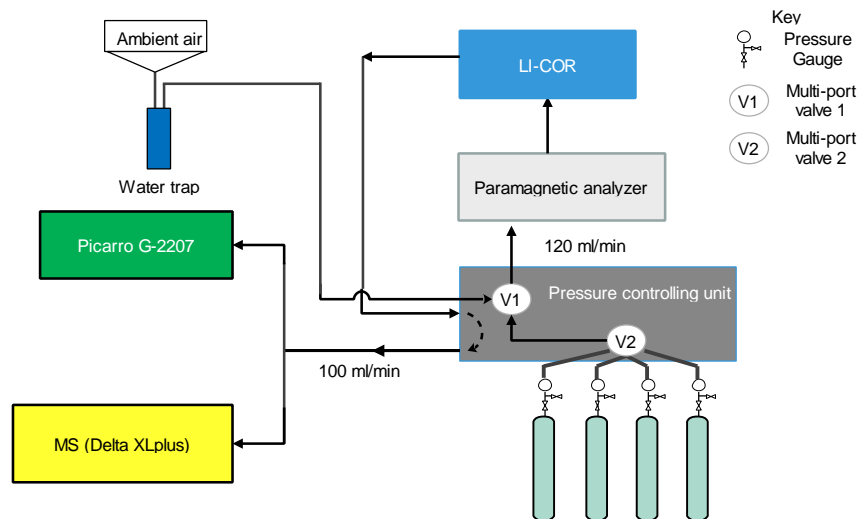 Ambient air
Water trap
Picarro G-2207
MS (Delta XLplus)
LI-COR
Paramagnetic analyzer
120 ml/min
V1
Pressure controlling unit
V2
100 ml/min
Key
Pressure
Gauge
V1
Multi-port
valve 1
V2
Multi-port
valve 2